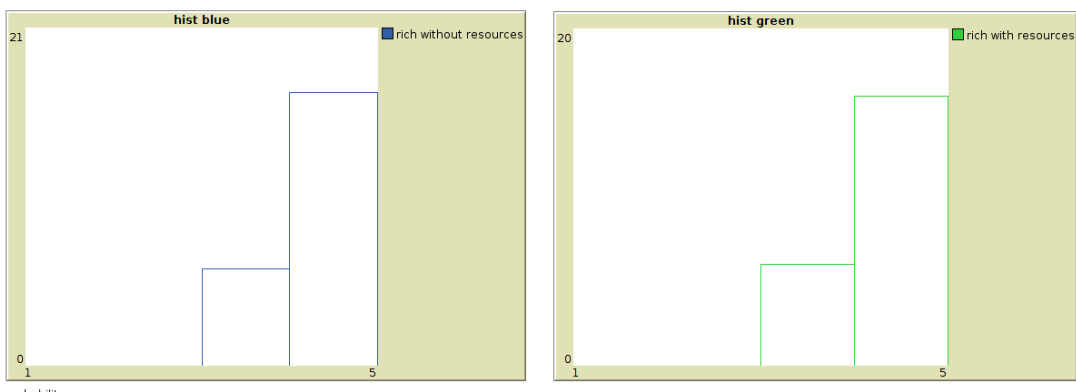 hist blue
21
rich without resources
0
1
5
hist green
20
rich with resources
0
1
5